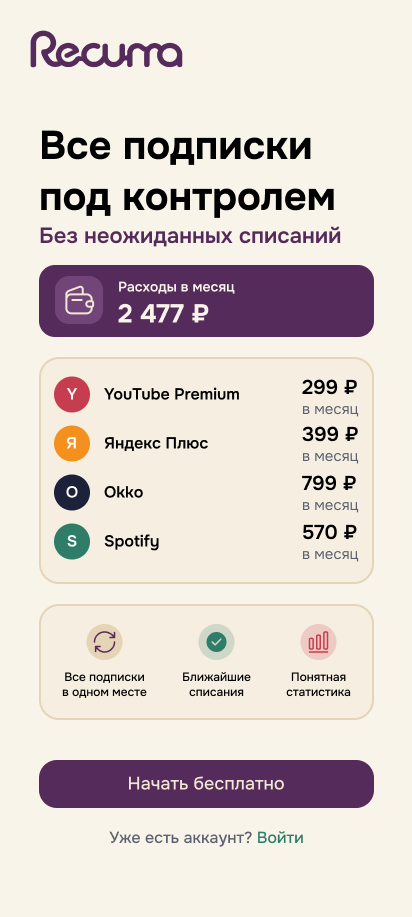 Recurra
Все подписки
под контролем
Без неожиданных списаний
Расходы в месяц
2 477 ₽
Y YouTube Premium 299 ₽
в месяц
Я Яндекс Плюс 399 ₽
в месяц
O Okko 799 ₽
в месяц
S Spotify 570 ₽
в месяц
Все подписки
в одном месте
Ближайшие
списания
Понятная
статистика
Начать бесплатно
Уже есть аккаунт? Войти